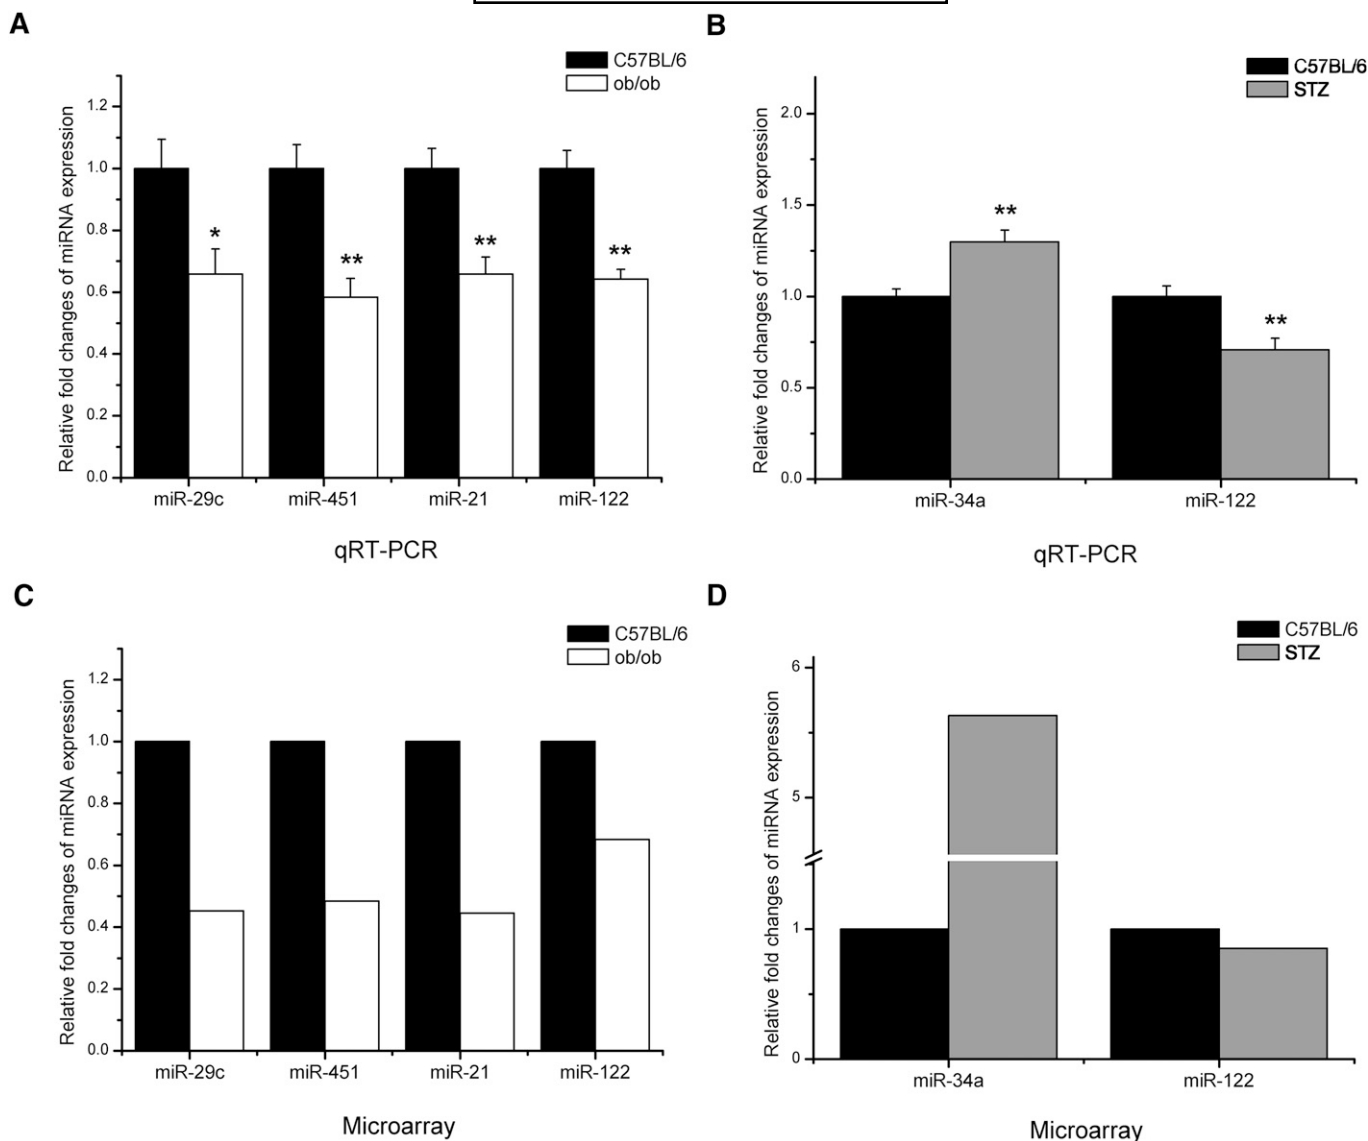 A
C57BL/6
ob/ob
Relative fold changes of miRNA expression
1.2
1.0
0.8
0.6
0.4
0.2
0.0
*
**
**
**
miR-29c miR-451 miR-21 miR-122
qRT-PCR
B
C57BL/6
STZ
Relative fold changes of miRNA expression
2.0
1.5
1.0
0.5
0.0
**
**
miR-34a miR-122
qRT-PCR
C
C57BL/6
ob/ob
Relative fold changes of miRNA expression
1.2
1.0
0.8
0.6
0.4
0.2
0.0
miR-29c miR-451 miR-21 miR-122
Microarray
D
C57BL/6
STZ
Relative fold changes of miRNA expression
6
5
1
0
miR-34a miR-122
Microarray